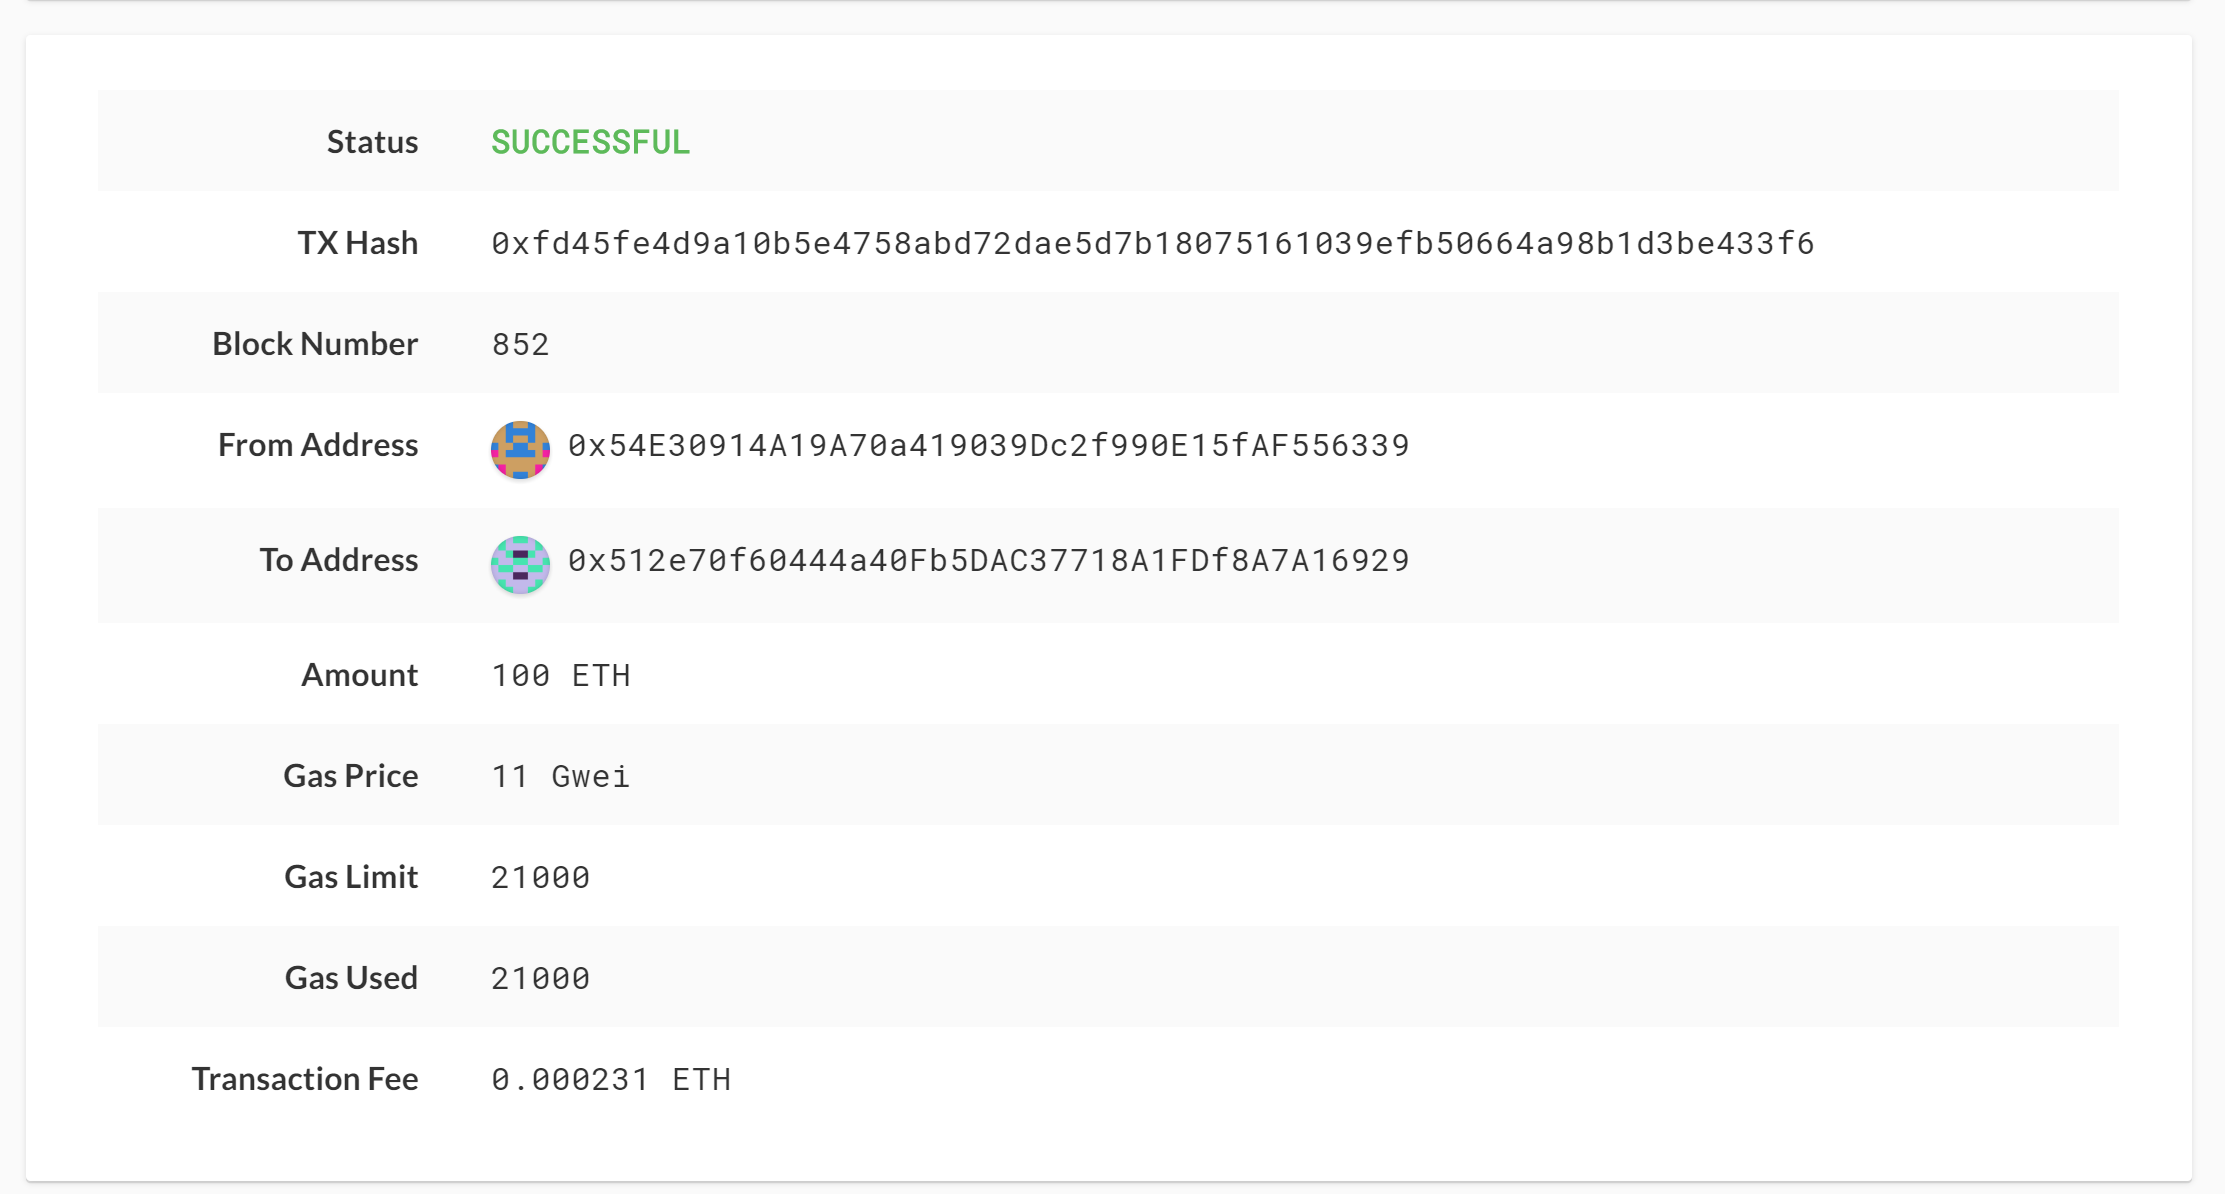 Status SUCCESSFUL
TX Hash 0xfd45fe4d9a10b5e4758abd72dae5d7b18075161039efb50664a98b1d3be433f6
Block Number 852
From Address 0x54E30914A19A70a419039Dc2f990E15fAF556339
To Address 0x512e70f60444a40Fb5DAC37718A1FDf8A7A16929
Amount 100 ETH
Gas Price 11 Gwei
Gas Limit 21000
Gas Used 21000
Transaction Fee 0.000231 ETH